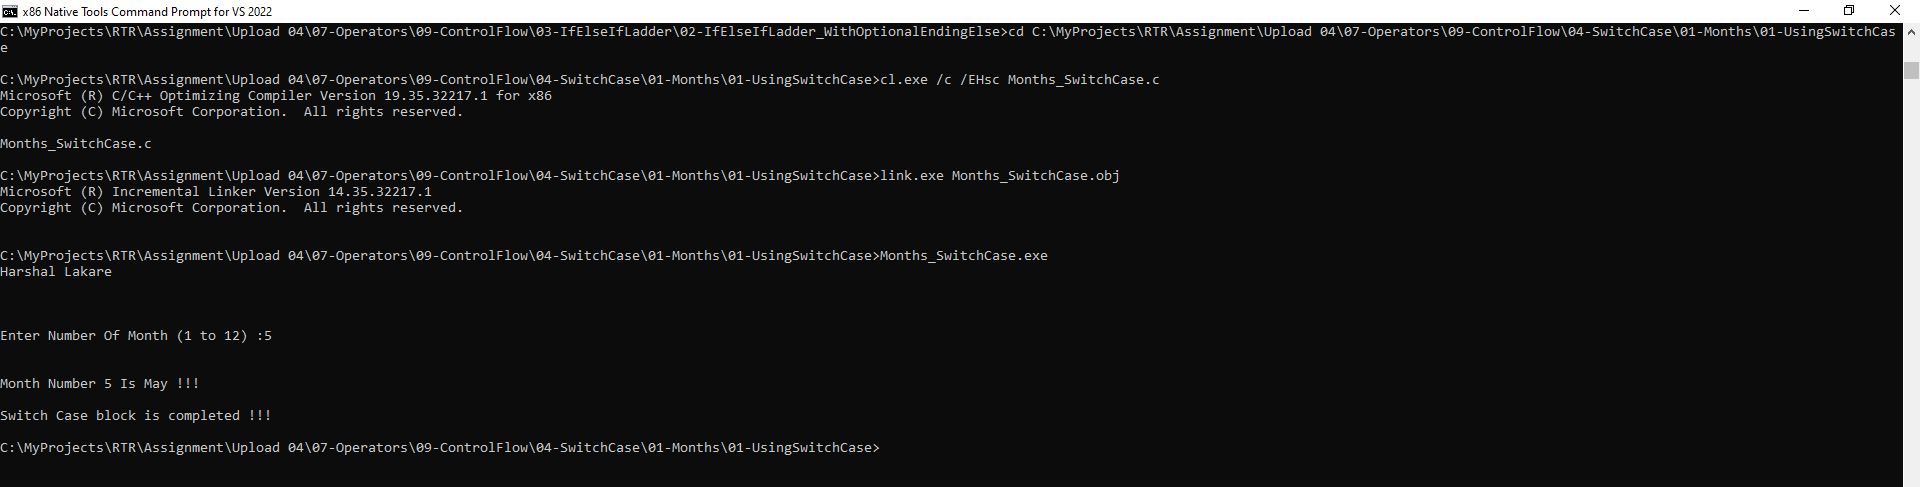 x86 Native Tools Command Prompt for VS 2022
C:\MyProjects\RTR\Assignment\Upload 04\07-Operators\09-ControlFlow\03-IfElseIfLadder\02-IfElseIfLadder_WithOptionalEndingElse>cd C:\MyProjects\RTR\Assignment\Upload 04\07-Operators\09-ControlFlow\04-SwitchCase\01-Months\01-UsingSwitchCas
e
C:\MyProjects\RTR\Assignment\Upload 04\07-Operators\09-ControlFlow\04-SwitchCase\01-Months\01-UsingSwitchCase>cl.exe /c /EHsc Months_SwitchCase.c
Microsoft (R) C/C++ Optimizing Compiler Version 19.35.32217.1 for x86
Copyright (C) Microsoft Corporation.  All rights reserved.
Months_SwitchCase.c
C:\MyProjects\RTR\Assignment\Upload 04\07-Operators\09-ControlFlow\04-SwitchCase\01-Months\01-UsingSwitchCase>link.exe Months_SwitchCase.obj
Microsoft (R) Incremental Linker Version 14.35.32217.1
Copyright (C) Microsoft Corporation.  All rights reserved.
C:\MyProjects\RTR\Assignment\Upload 04\07-Operators\09-ControlFlow\04-SwitchCase\01-Months\01-UsingSwitchCase>Months_SwitchCase.exe
Harshal Lakare
Enter Number Of Month (1 to 12) :5
Month Number 5 Is May !!!
Switch Case block is completed !!!
C:\MyProjects\RTR\Assignment\Upload 04\07-Operators\09-ControlFlow\04-SwitchCase\01-Months\01-UsingSwitchCase>